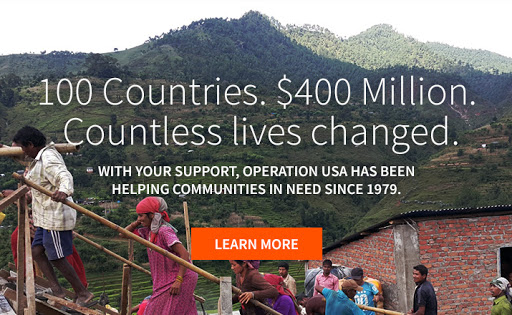 100 Countries. $400 Million.
Countless lives changed.
WITH YOUR SUPPORT, OPERATION USA HAS BEEN
HELPING COMMUNITIES IN NEED SINCE 1979.
LEARN MORE